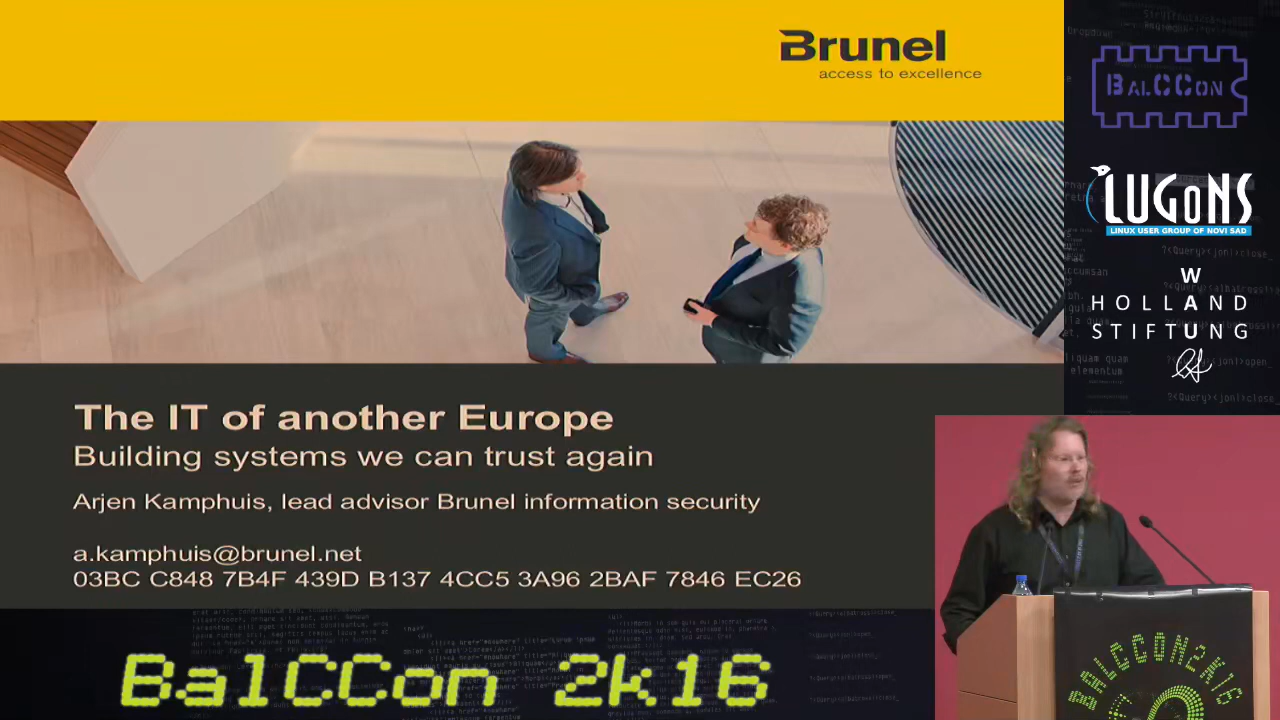 Brunel
access to excellence
BALCCON
LUGONS
LINUX USER GROUP OF NOVI SAD
W
HOLLAND
STIFTUNG
The IT of another Europe
Building systems we can trust again
Arjen Kamphuis, lead advisor Brunel information security
a.kamphuis@brunel.net
03BC C848 7B4F 439D B137 4CC5 3A96 2BAF 7846 EC26
BalCCon 2k16
BALCCON2K16